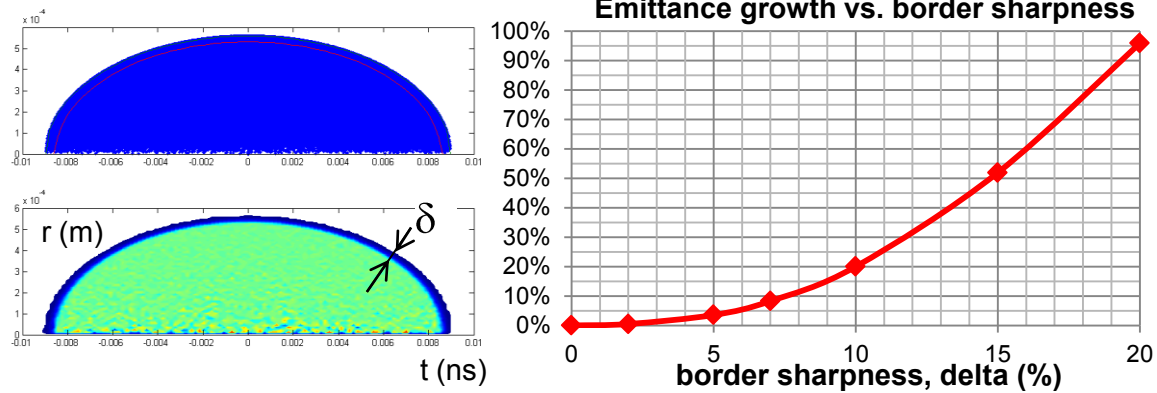 x 10⁻⁴
5
4
3
2
1
0
-0.01 -0.008 -0.006 -0.004 -0.002 0 0.002 0.004 0.006 0.008 0.01
x 10⁻⁴
6
5
4
3
2
1
0
r (m)
δ
-0.01 -0.008 -0.006 -0.004 -0.002 0 0.002 0.004 0.006 0.008 0.01
t (ns)
Emittance growth vs. border sharpness
100%
90%
80%
70%
60%
50%
40%
30%
20%
10%
0%
0 5 10 15 20
border sharpness, delta (%)